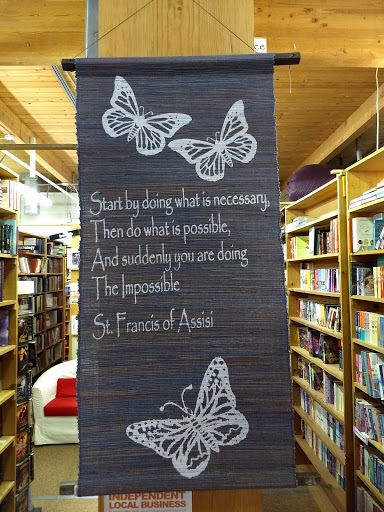 ce
Start by doing what is necessary,
Then do what is possible,
And suddenly you are doing
The Impossible
St. Francis of Assisi
INDEPENDENT
LOCAL BUSINESS